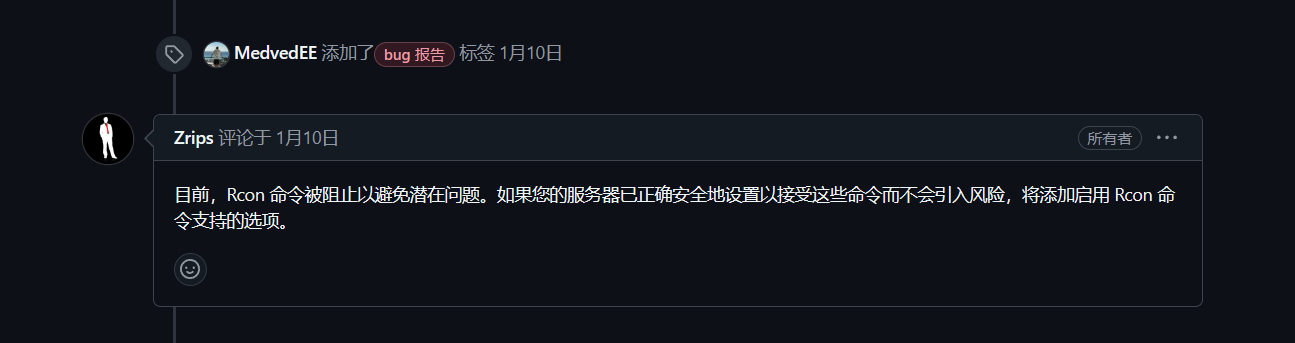 MedvedEE 添加了 bug 报告 标签 1月10日
Zrips 评论于 1月10日 所有者
目前，Rcon 命令被阻止以避免潜在问题。如果您的服务器已正确安全地设置以接受这些命令而不会引入风险，将添加启用 Rcon 命
令支持的选项。